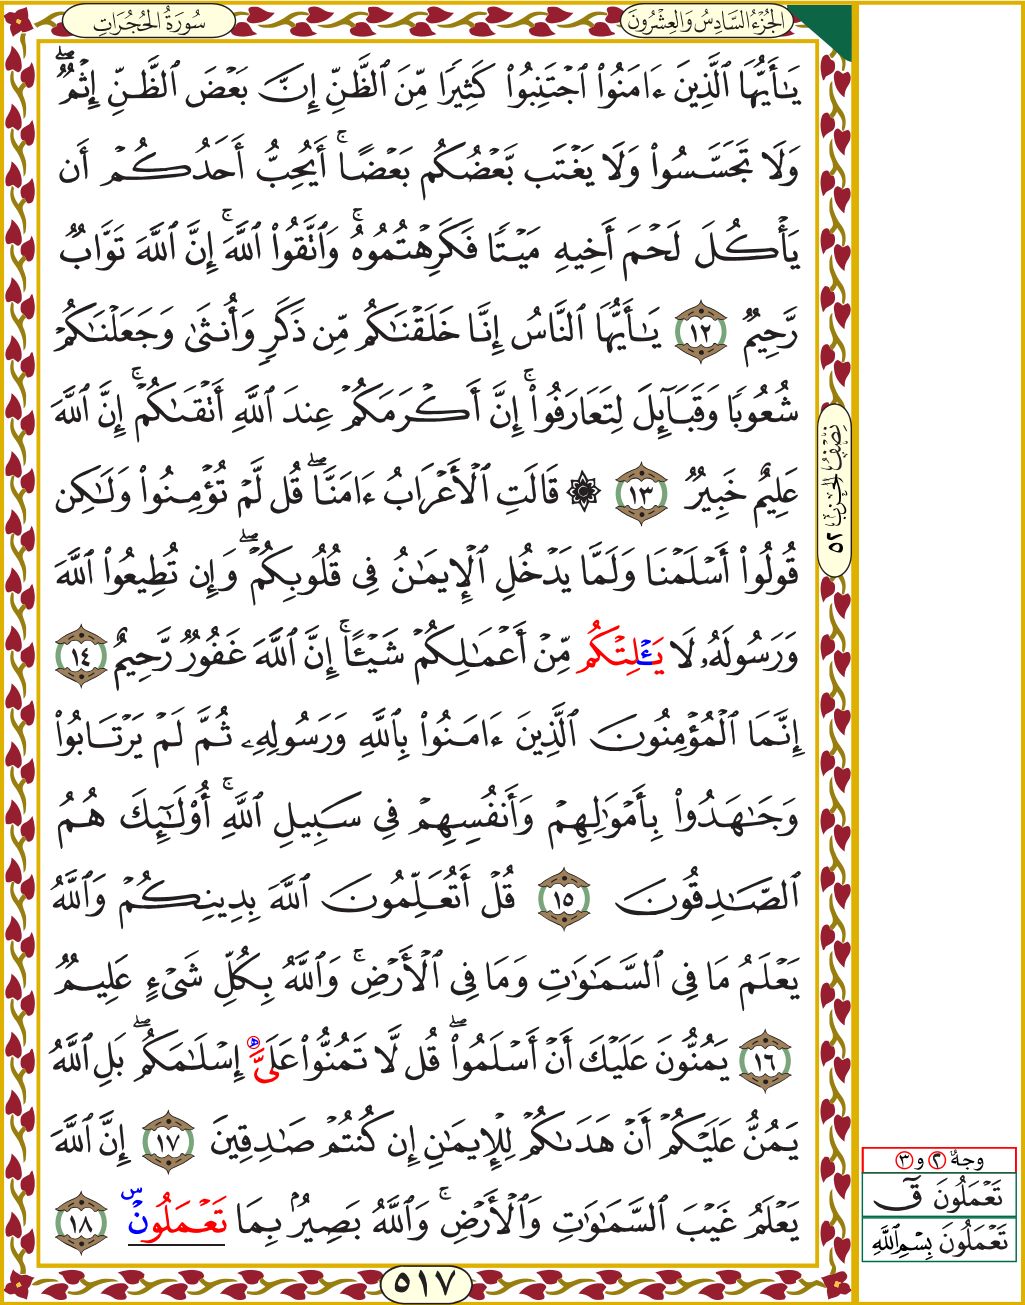 سُورَةُ الحُجُرَاتِ
الجُزْءُ السَّادِسُ وَالعِشْرُونَ
يَـٰٓأَيُّهَا ٱلَّذِينَ ءَامَنُوا۟ ٱجْتَنِبُوا۟ كَثِيرًا مِّنَ ٱلظَّنِّ إِنَّ بَعْضَ ٱلظَّنِّ إِثْمٌۖ
وَلَا تَجَسَّسُوا۟ وَلَا يَغْتَب بَّعْضُكُم بَعْضًاۚ أَيُحِبُّ أَحَدُكُمْ أَن
يَأْكُلَ لَحْمَ أَخِيهِ مَيْتًا فَكَرِهْتُمُوهُۚ وَٱتَّقُوا۟ ٱللَّهَۚ إِنَّ ٱللَّهَ تَوَّابٌ
رَّحِيمٌ ١٢ يَـٰٓأَيُّهَا ٱلنَّاسُ إِنَّا خَلَقْنَـٰكُم مِّن ذَكَرٍ وَأُنثَىٰ وَجَعَلْنَـٰكُمْ
شُعُوبًا وَقَبَآئِلَ لِتَعَارَفُوٓا۟ۚ إِنَّ أَكْرَمَكُمْ عِندَ ٱللَّهِ أَتْقَىٰكُمْۚ إِنَّ ٱللَّهَ
عَلِيمٌ خَبِيرٌ ١٣ ۞ قَالَتِ ٱلْأَعْرَابُ ءَامَنَّاۖ قُل لَّمْ تُؤْمِنُوا۟ وَلَـٰكِن
قُولُوٓا۟ أَسْلَمْنَا وَلَمَّا يَدْخُلِ ٱلْإِيمَـٰنُ فِى قُلُوبِكُمْۖ وَإِن تُطِيعُوا۟ ٱللَّهَ
وَرَسُولَهُۥ لَا يَـْٔلِتْكُم مِّنْ أَعْمَـٰلِكُمْ شَيْـًٔاۚ إِنَّ ٱللَّهَ غَفُورٌ رَّحِيمٌ ١٤
إِنَّمَا ٱلْمُؤْمِنُونَ ٱلَّذِينَ ءَامَنُوا۟ بِٱللَّهِ وَرَسُولِهِۦ ثُمَّ لَمْ يَرْتَابُوا۟
وَجَـٰهَدُوا۟ بِأَمْوَٰلِهِمْ وَأَنفُسِهِمْ فِى سَبِيلِ ٱللَّهِۚ أُو۟لَـٰٓئِكَ هُمُ
ٱلصَّـٰدِقُونَ ١٥ قُلْ أَتُعَلِّمُونَ ٱللَّهَ بِدِينِكُمْ وَٱللَّهُ
يَعْلَمُ مَا فِى ٱلسَّمَـٰوَٰتِ وَمَا فِى ٱلْأَرْضِۚ وَٱللَّهُ بِكُلِّ شَىْءٍ عَلِيمٌ
١٦ يَمُنُّونَ عَلَيْكَ أَنْ أَسْلَمُوا۟ۖ قُل لَّا تَمُنُّوا۟ عَلَىَّ إِسْلَـٰمَكُمۖ بَلِ ٱللَّهُ
يَمُنُّ عَلَيْكُمْ أَنْ هَدَىٰكُمْ لِلْإِيمَـٰنِ إِن كُنتُمْ صَـٰدِقِينَ ١٧ إِنَّ ٱللَّهَ
يَعْلَمُ غَيْبَ ٱلسَّمَـٰوَٰتِ وَٱلْأَرْضِۚ وَٱللَّهُ بَصِيرٌۢ بِمَا تَعْمَلُونَ ١٨
نِصْفُ الحِزْبِ ٥٢
وجهٌ ٢ و ٣
تَعْمَلُونَ قٓ
تَعْمَلُونَ بِسْمِ ٱللَّهِ
٥١٧